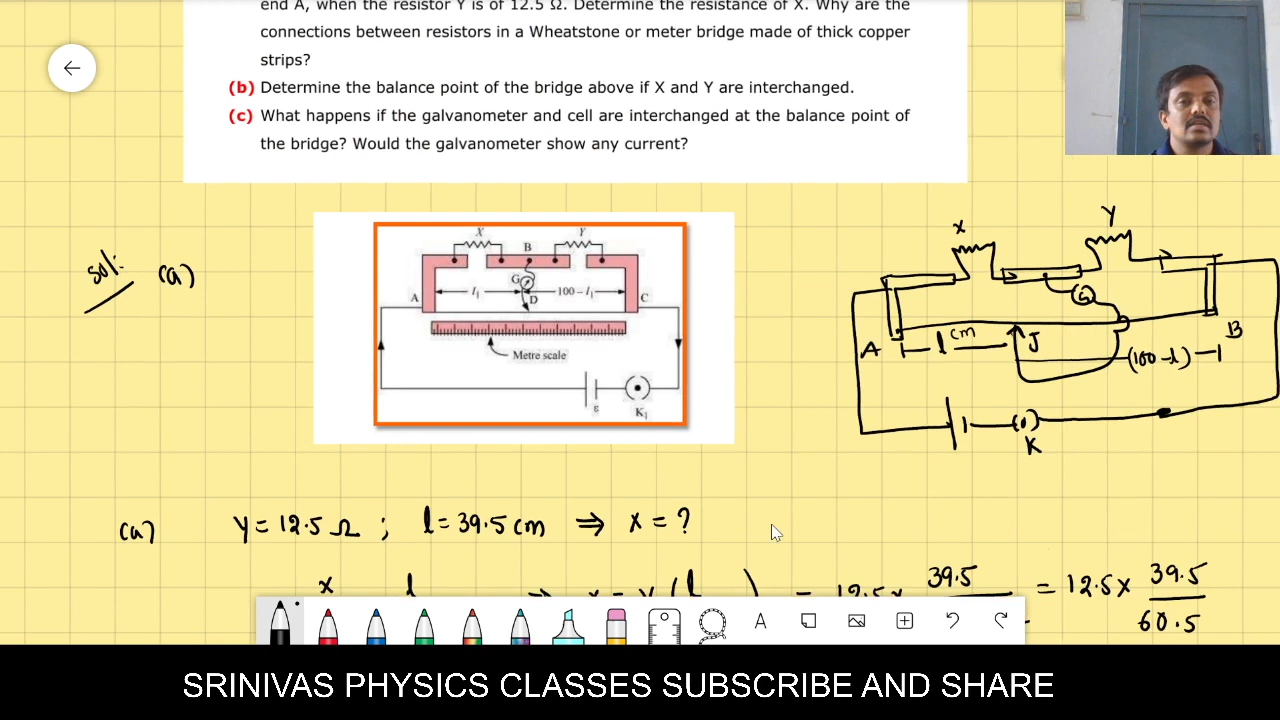 end A, when the resistor Y is of 12.5 Ω. Determine the resistance of X. Why are the
connections between resistors in a Wheatstone or meter bridge made of thick copper
strips?
(b) Determine the balance point of the bridge above if X and Y are interchanged.
(c) What happens if the galvanometer and cell are interchanged at the balance point of
the bridge? Would the galvanometer show any current?
Sol: (a)
X
B
Y
G
A
l₁
D
100 – l₁
C
Metre scale
ε
K₁
X
Y
G
A
l cm
J
(100-l)
B
K
(a) Y = 12.5 Ω ; l = 39.5 cm ⇒ X = ?
= 12.5 × 39.5
= 12.5 × 39.5
60.5
A
SRINIVAS PHYSICS CLASSES SUBSCRIBE AND SHARE